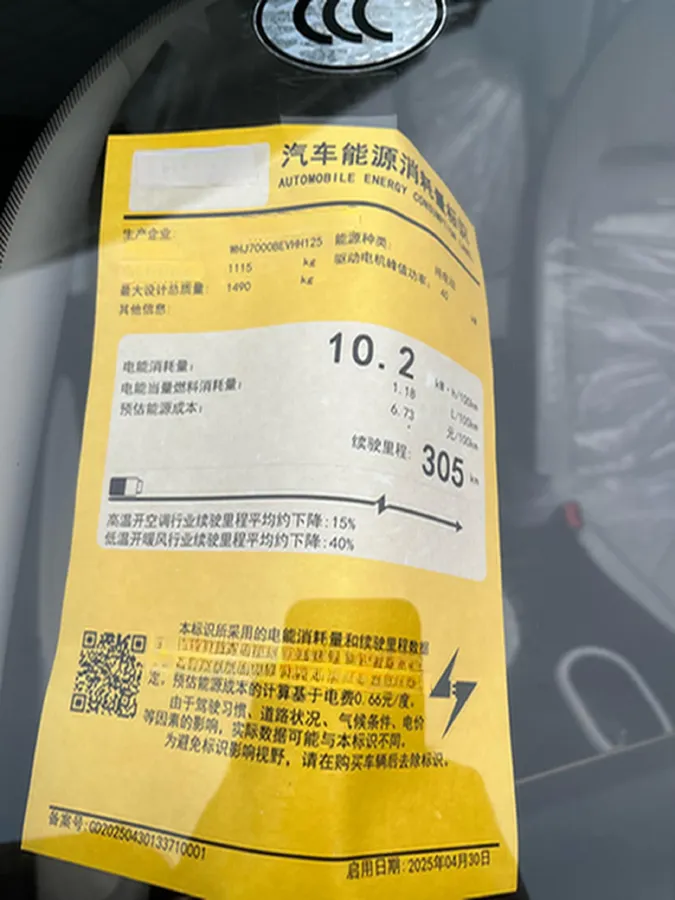 CCC
汽车能源消耗量标识
AUTOMOBILE ENERGY CONSUMPTION LABEL
生产企业:
能源种类: 纯电动
驱动电机峰值功率: 40 kW
1115 kg
最大设计总质量: 1490 kg
其他信息:
电能消耗量: 10.2 kW·h/100km
电能当量燃料消耗量: 1.18 L/100km
预估能源成本: 6.73 元/100km
续驶里程: 305 km
高温开空调行业续驶里程平均约下降:15%
低温开暖风行业续驶里程平均约下降:40%
本标识所采用的电能消耗量和续驶里程数据
定。预估能源成本的计算基于电费0.66元/度。
由于驾驶习惯、道路状况、气候条件、电价
等因素的影响,实际数据可能与本标识不同。
为避免标识影响视野,请在购买车辆后去除标识。
备案号:GD20250430133710001
启用日期:2025年04月30日